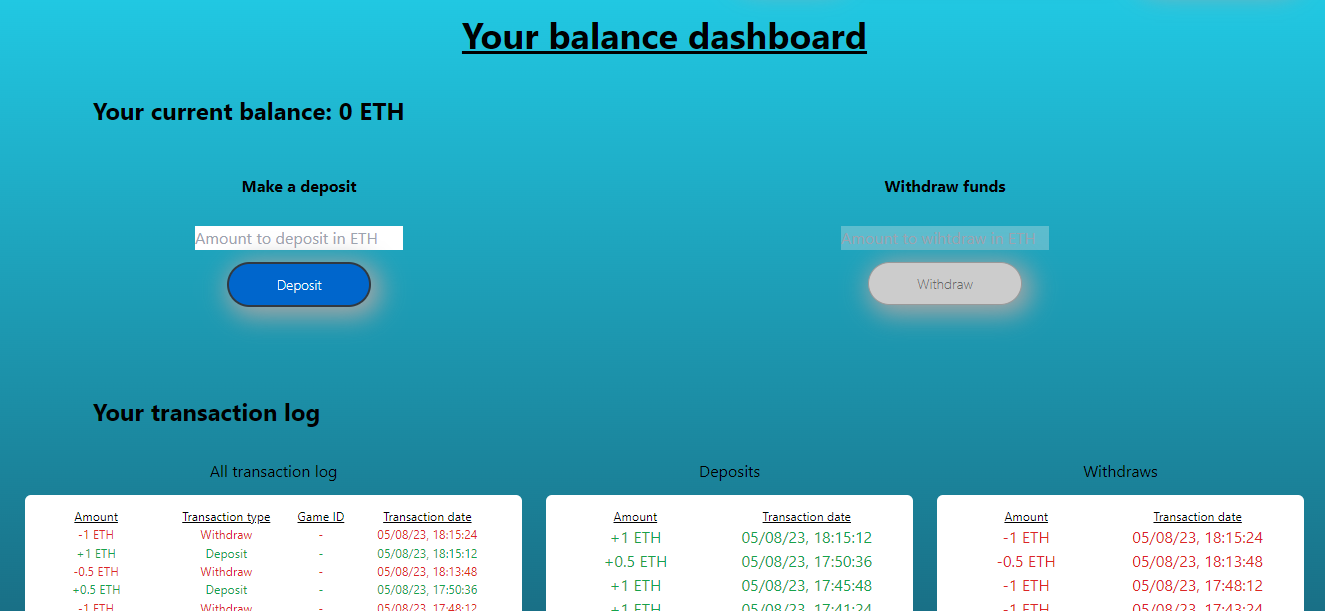 Your balance dashboard
Your current balance: 0 ETH
Make a deposit
Withdraw funds
Amount to deposit in ETH
Amount to withdraw in ETH
Deposit
Withdraw
Your transaction log
All transaction log
Deposits
Withdraws
Amount Transaction type Game ID Transaction date
-1 ETH Withdraw - 05/08/23, 18:15:24
+1 ETH Deposit - 05/08/23, 18:15:12
-0.5 ETH Withdraw - 05/08/23, 18:13:48
+0.5 ETH Deposit - 05/08/23, 17:50:36
-1 ETH Withdraw - 05/08/23, 17:48:12
Amount Transaction date
+1 ETH 05/08/23, 18:15:12
+0.5 ETH 05/08/23, 17:50:36
+1 ETH 05/08/23, 17:45:48
+1 ETH 05/08/23, 17:41:24
Amount Transaction date
-1 ETH 05/08/23, 18:15:24
-0.5 ETH 05/08/23, 18:13:48
-1 ETH 05/08/23, 17:48:12
-1 ETH 05/08/23, 17:43:24